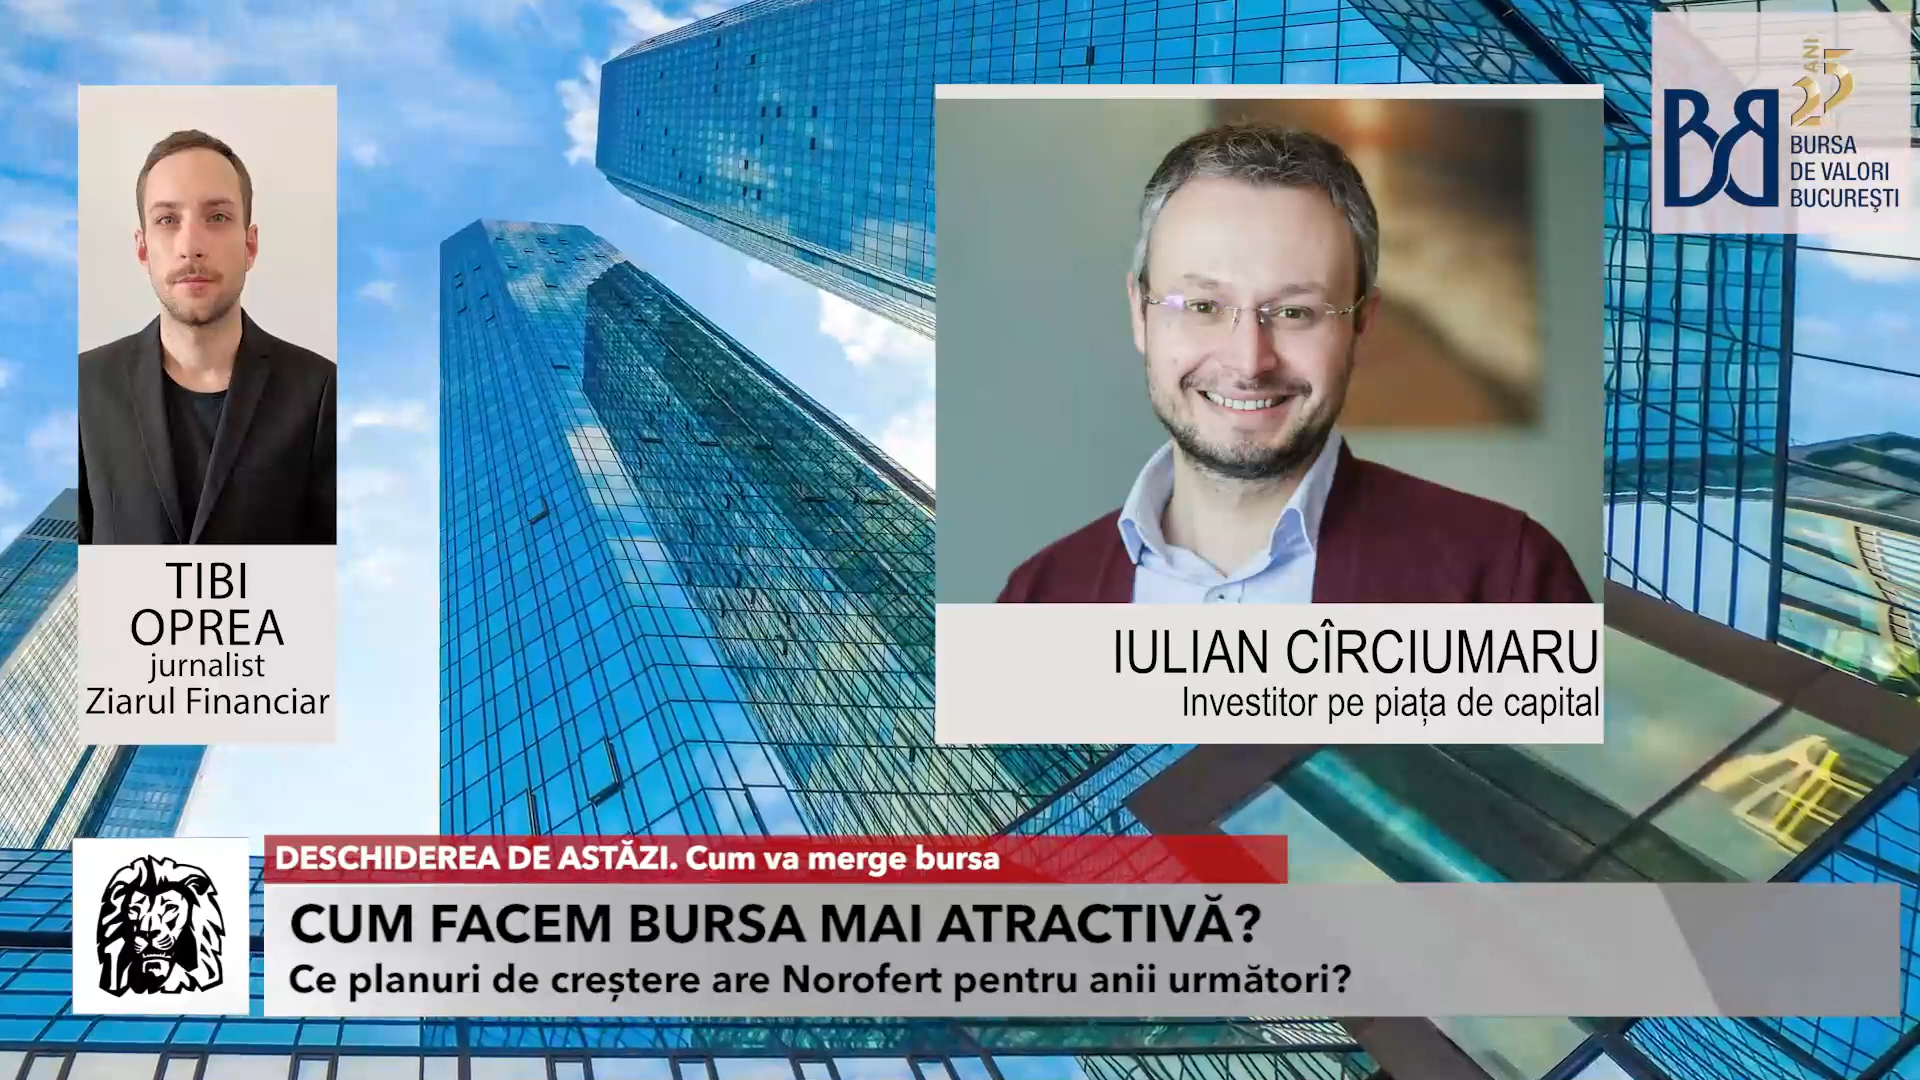 25 ANI
BURSA
DE VALORI
BUCUREŞTI
TIBI
OPREA
jurnalist
Ziarul Financiar
IULIAN CÎRCIUMARU
Investitor pe piața de capital
DESCHIDEREA DE ASTĂZI. Cum va merge bursa
CUM FACEM BURSA MAI ATRACTIVĂ?
Ce planuri de creștere are Norofert pentru anii următori?